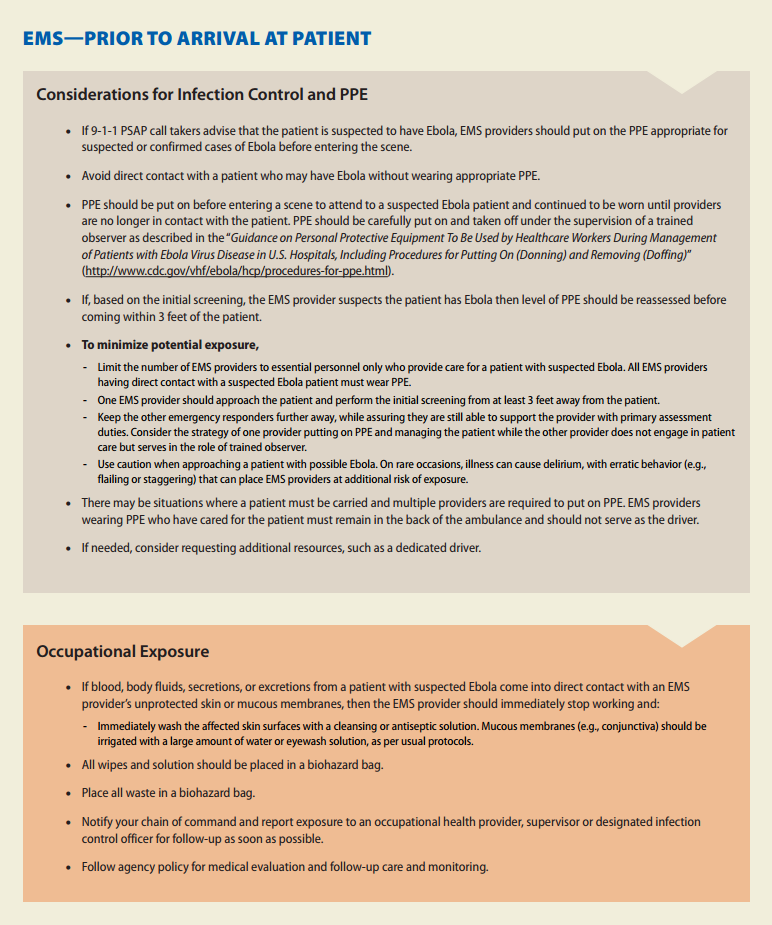 EMS—PRIOR TO ARRIVAL AT PATIENT
Considerations for Infection Control and PPE
• If 9-1-1 PSAP call takers advise that the patient is suspected to have Ebola, EMS providers should put on the PPE appropriate for
suspected or confirmed cases of Ebola before entering the scene.
• Avoid direct contact with a patient who may have Ebola without wearing appropriate PPE.
• PPE should be put on before entering a scene to attend to a suspected Ebola patient and continued to be worn until providers
are no longer in contact with the patient. PPE should be carefully put on and taken off under the supervision of a trained
observer as described in the “Guidance on Personal Protective Equipment To Be Used by Healthcare Workers During Management
of Patients with Ebola Virus Disease in U.S. Hospitals, Including Procedures for Putting On (Donning) and Removing (Doffing)”
(http://www.cdc.gov/vhf/ebola/hcp/procedures-for-ppe.html).
• If, based on the initial screening, the EMS provider suspects the patient has Ebola then level of PPE should be reassessed before
coming within 3 feet of the patient.
• To minimize potential exposure,
- Limit the number of EMS providers to essential personnel only who provide care for a patient with suspected Ebola. All EMS providers
having direct contact with a suspected Ebola patient must wear PPE.
- One EMS provider should approach the patient and perform the initial screening from at least 3 feet away from the patient.
- Keep the other emergency responders further away, while assuring they are still able to support the provider with primary assessment
duties. Consider the strategy of one provider putting on PPE and managing the patient while the other provider does not engage in patient
care but serves in the role of trained observer.
- Use caution when approaching a patient with possible Ebola. On rare occasions, illness can cause delirium, with erratic behavior (e.g.,
flailing or staggering) that can place EMS providers at additional risk of exposure.
• There may be situations where a patient must be carried and multiple providers are required to put on PPE. EMS providers
wearing PPE who have cared for the patient must remain in the back of the ambulance and should not serve as the driver.
• If needed, consider requesting additional resources, such as a dedicated driver.
Occupational Exposure
• If blood, body fluids, secretions, or excretions from a patient with suspected Ebola come into direct contact with an EMS
provider’s unprotected skin or mucous membranes, then the EMS provider should immediately stop working and:
- Immediately wash the affected skin surfaces with a cleansing or antiseptic solution. Mucous membranes (e.g., conjunctiva) should be
irrigated with a large amount of water or eyewash solution, as per usual protocols.
• All wipes and solution should be placed in a biohazard bag.
• Place all waste in a biohazard bag.
• Notify your chain of command and report exposure to an occupational health provider, supervisor or designated infection
control officer for follow-up as soon as possible.
• Follow agency policy for medical evaluation and follow-up care and monitoring.